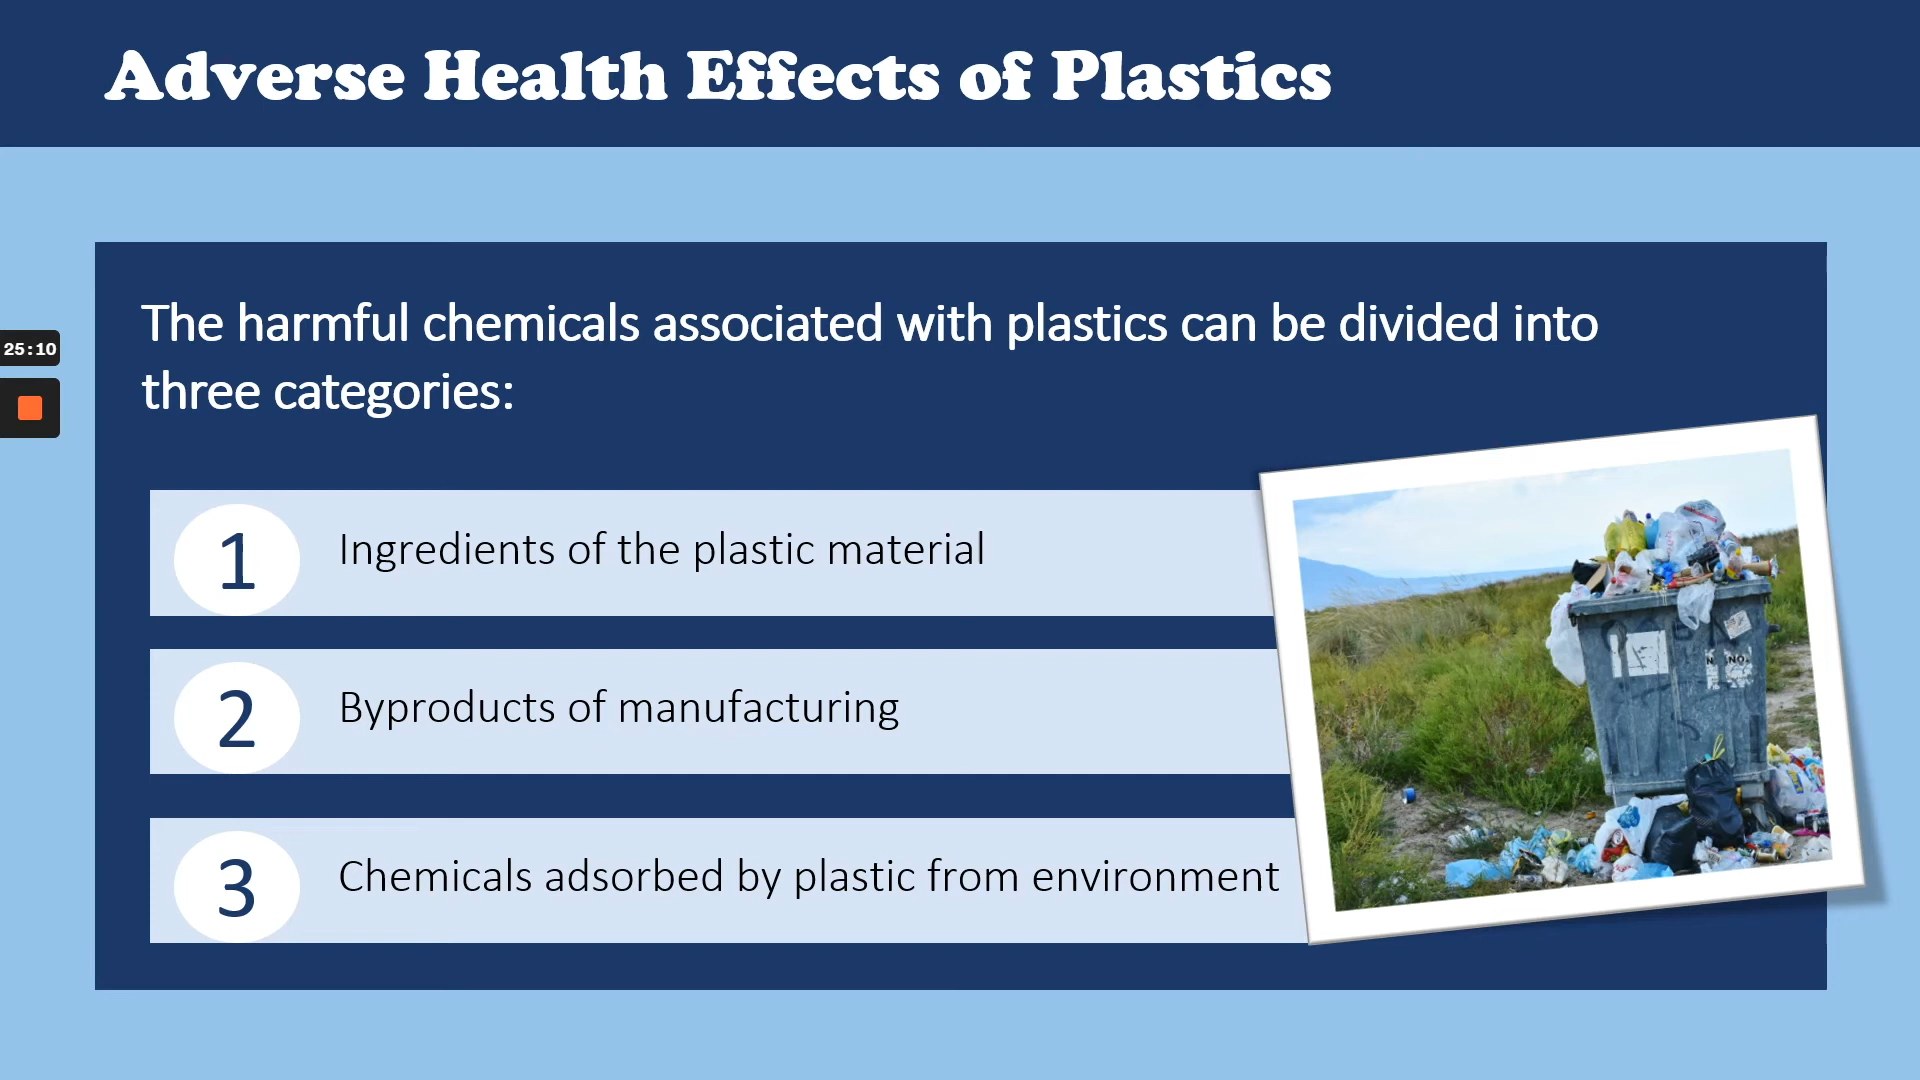 Adverse Health Effects of Plastics
The harmful chemicals associated with plastics can be divided into
three categories:
25:10
1 Ingredients of the plastic material
2 Byproducts of manufacturing
3 Chemicals adsorbed by plastic from environment